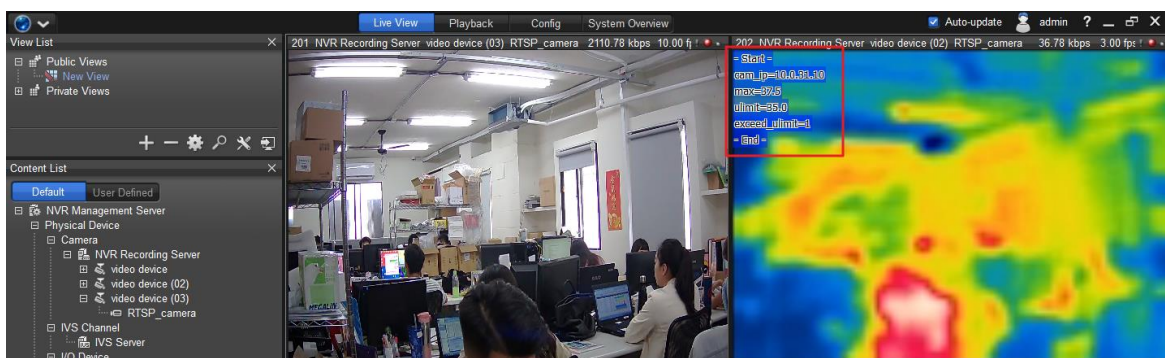 Live View Playback Config System Overview
Auto-update admin ?
View List
Public Views
New View
Private Views
Content List
Default User Defined
NVR Management Server
Physical Device
Camera
NVR Recording Server
video device
video device (02)
video device (03)
RTSP_camera
IVS Channel
IVS Server
I/O Device
201 NVR Recording Server video device (03) RTSP_camera 2110.78 kbps 10.00
202 NVR Recording Server video device (02) RTSP_camera 36.78 kbps 3.00 fps
- Start -
cam_ip=10.0.31.10
max=37.5
ulimit=35.0
exceed_ulimit=1
- End -